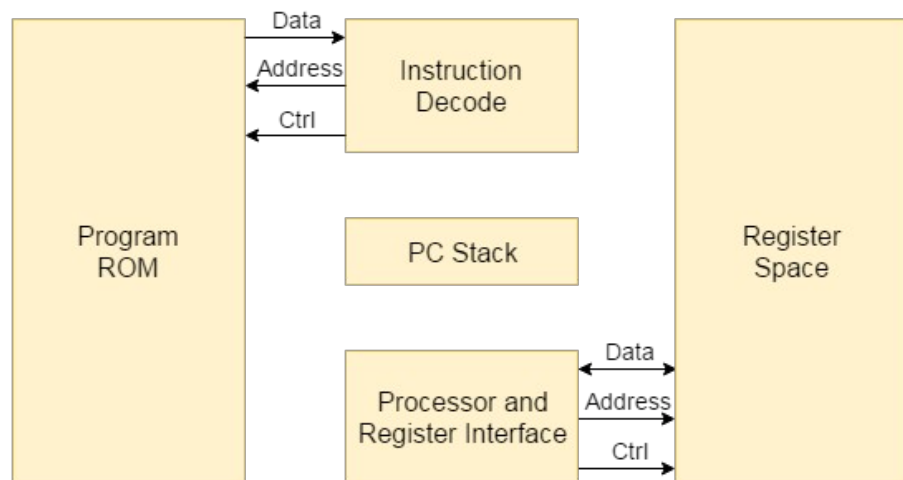 Data
Address
Ctrl
Instruction
Decode
Program
ROM
PC Stack
Register
Space
Processor and
Register Interface
Data
Address
Ctrl